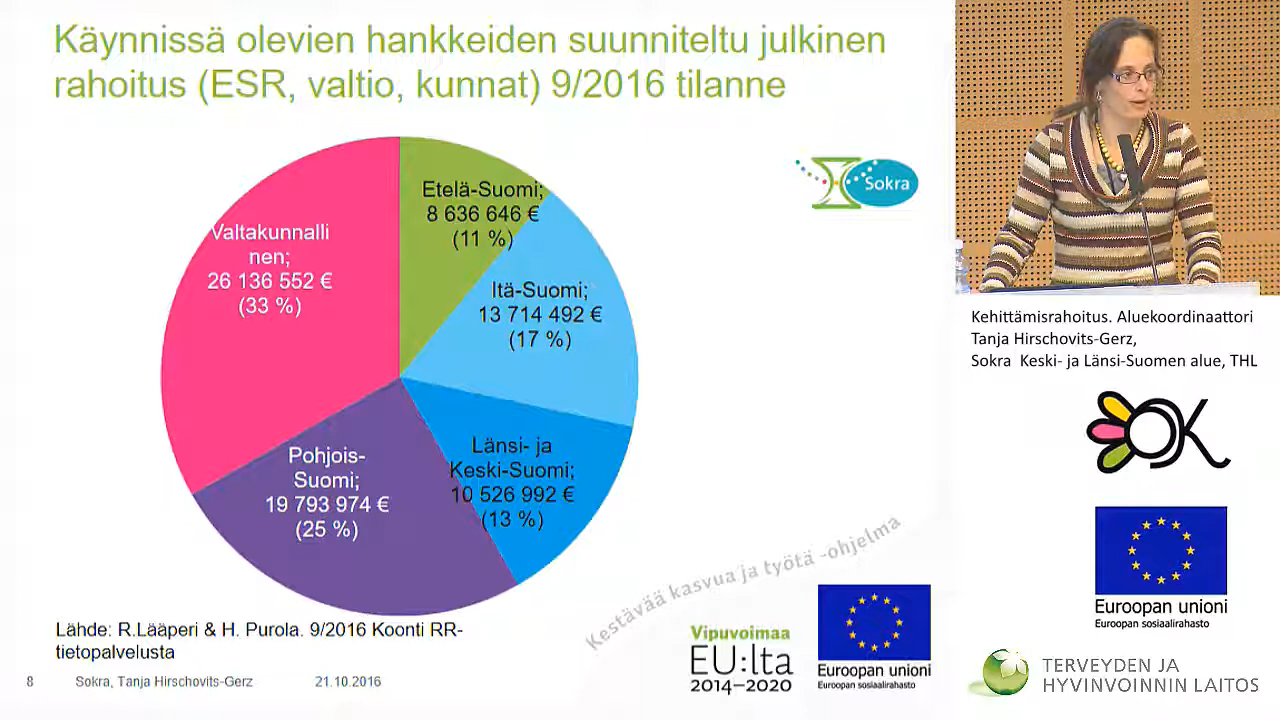 Käynnissä olevien hankkeiden suunniteltu julkinen
rahoitus (ESR, valtio, kunnat) 9/2016 tilanne
Etelä-Suomi;
8 636 646 €
(11 %)
Valtakunnalli
nen;
26 136 552 €
(33 %)
Itä-Suomi;
13 714 492 €
(17 %)
Länsi- ja
Keski-Suomi;
10 526 992 €
(13 %)
Pohjois-
Suomi;
19 793 974 €
(25 %)
Sokra
Lähde: R.Lääperi & H. Purola. 9/2016 Koonti RR-
tietopalvelusta
8 Sokra, Tanja Hirschovits-Gerz 21.10.2016
Kestävää kasvua ja työtä -ohjelma
Vipuvoimaa
EU:lta
2014–2020
Euroopan unioni
Euroopan sosiaalirahasto
Kehittämisrahoitus. Aluekoordinaattori
Tanja Hirschovits-Gerz,
Sokra Keski- ja Länsi-Suomen alue, THL
OK
Euroopan unioni
Euroopan sosiaalirahasto
TERVEYDEN JA
HYVINVOINNIN LAITOS